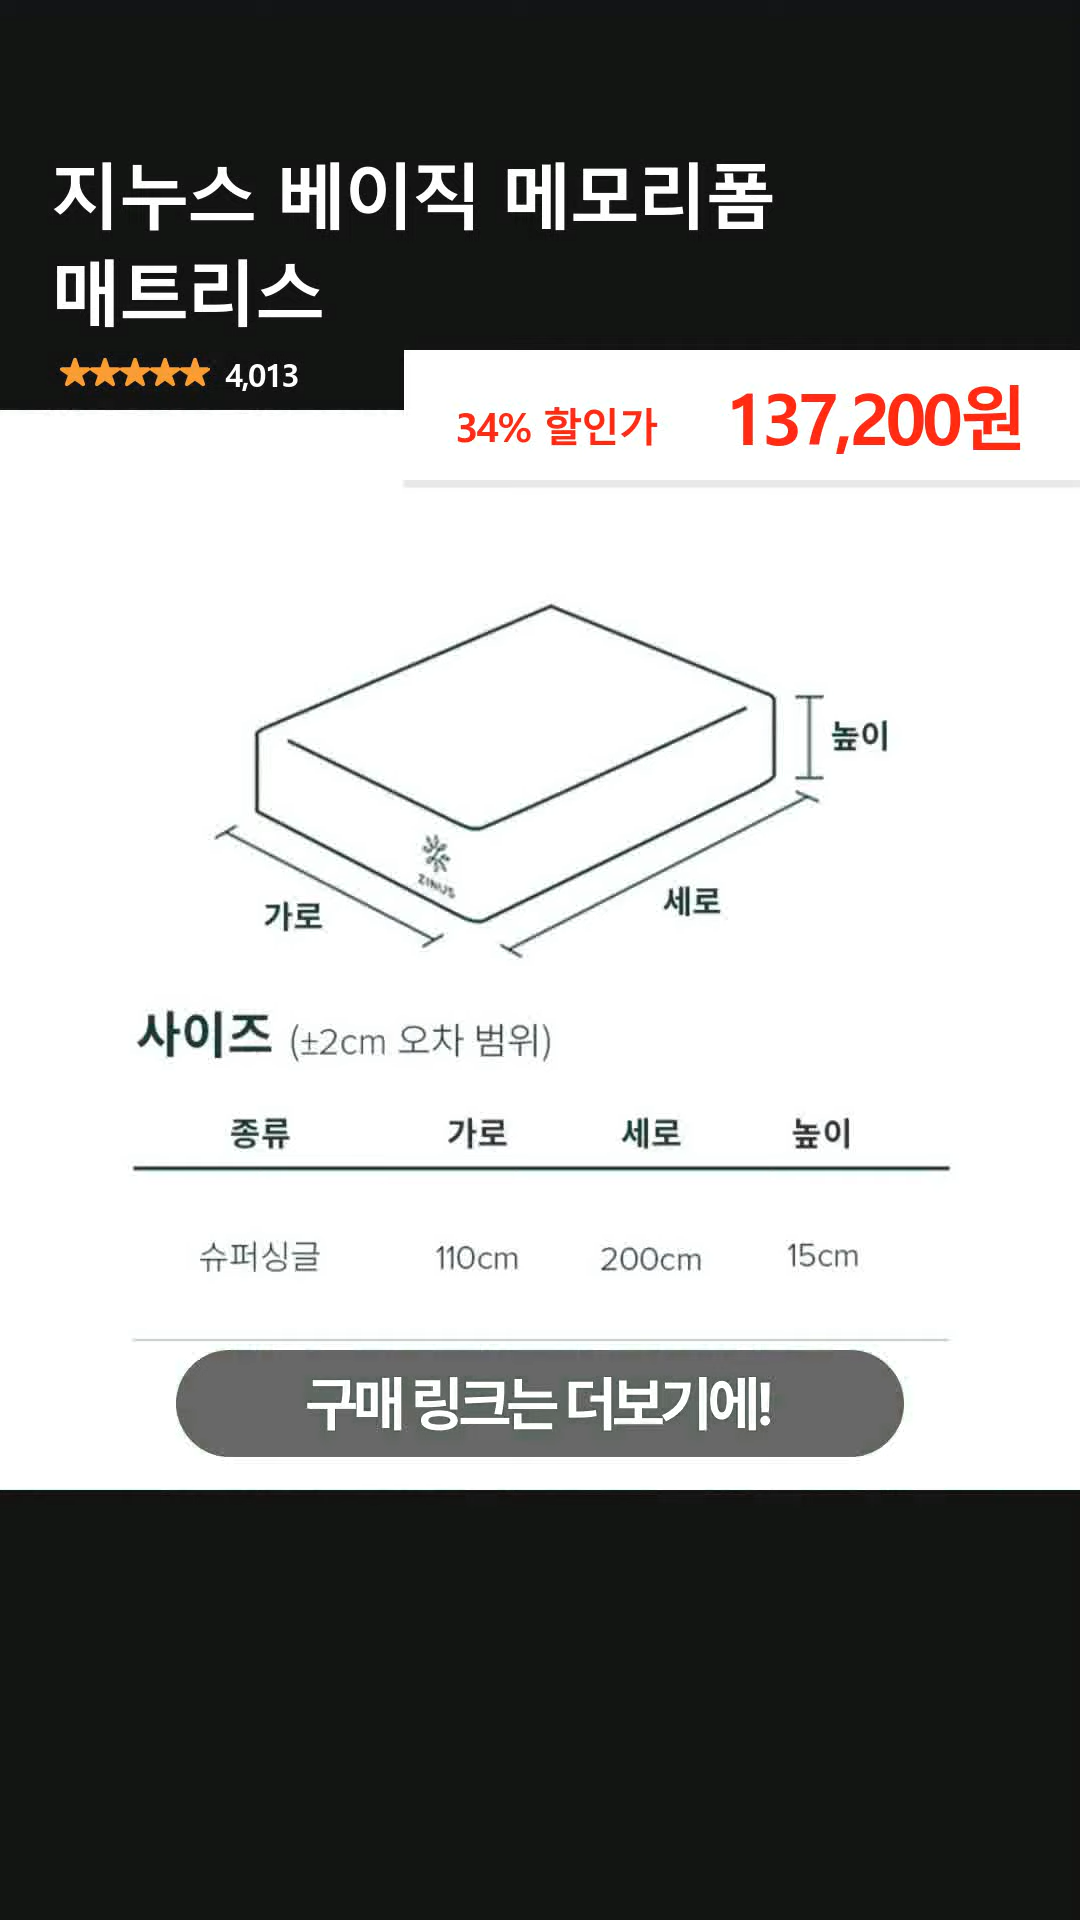 지누스 베이직 메모리폼
매트리스
4,013
34% 할인가 137,200원
높이
ZINUS
가로
세로
사이즈 (±2cm 오차 범위)
종류 가로 세로 높이
슈퍼싱글 110cm 200cm 15cm
구매 링크는 더보기에!